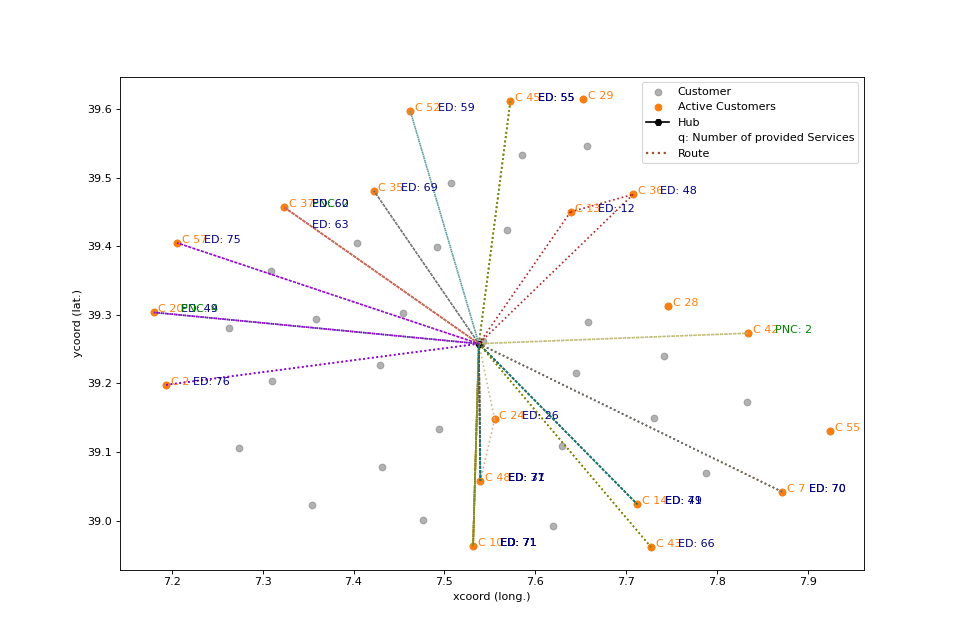 39.6
39.5
39.4
39.3
39.2
39.1
39.0
7.2
7.3
7.4
7.5
7.6
7.7
7.8
7.9
xcoord (long.)
ycoord (lat.)
Customer
Active Customers
Hub
q: Number of provided Services
Route
C 52 ED: 59
C 45 ED: 55
C 29
C 35 ED: 69
C 36 ED: 48
C 13 ED: 12
C 37
ED: 63
C 57 ED: 75
C 20
C 28
C 42 PNC: 2
C 2 ED: 76
C 24 ED: 26
C 55
C 48
C 7 ED: 70
C 14
C 10 ED: 71
C 43 ED: 66